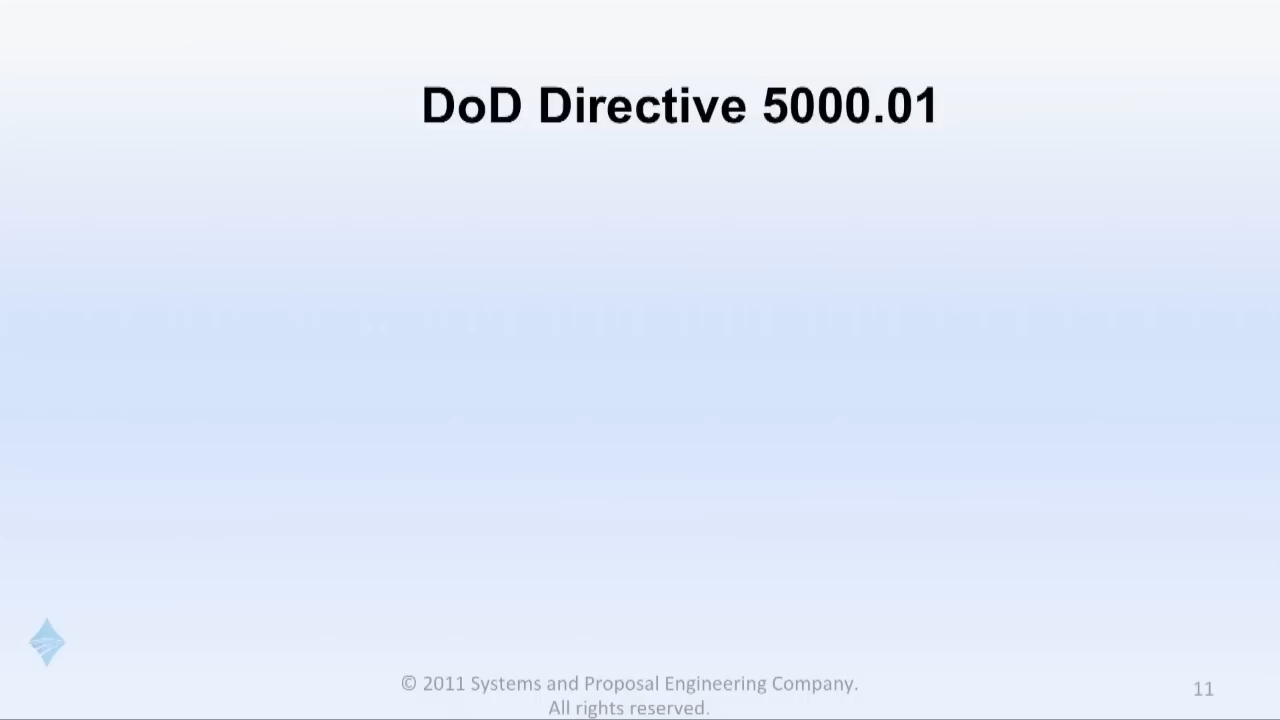 DoD Directive 5000.01
© 2011 Systems and Proposal Engineering Company.
All rights reserved.
11